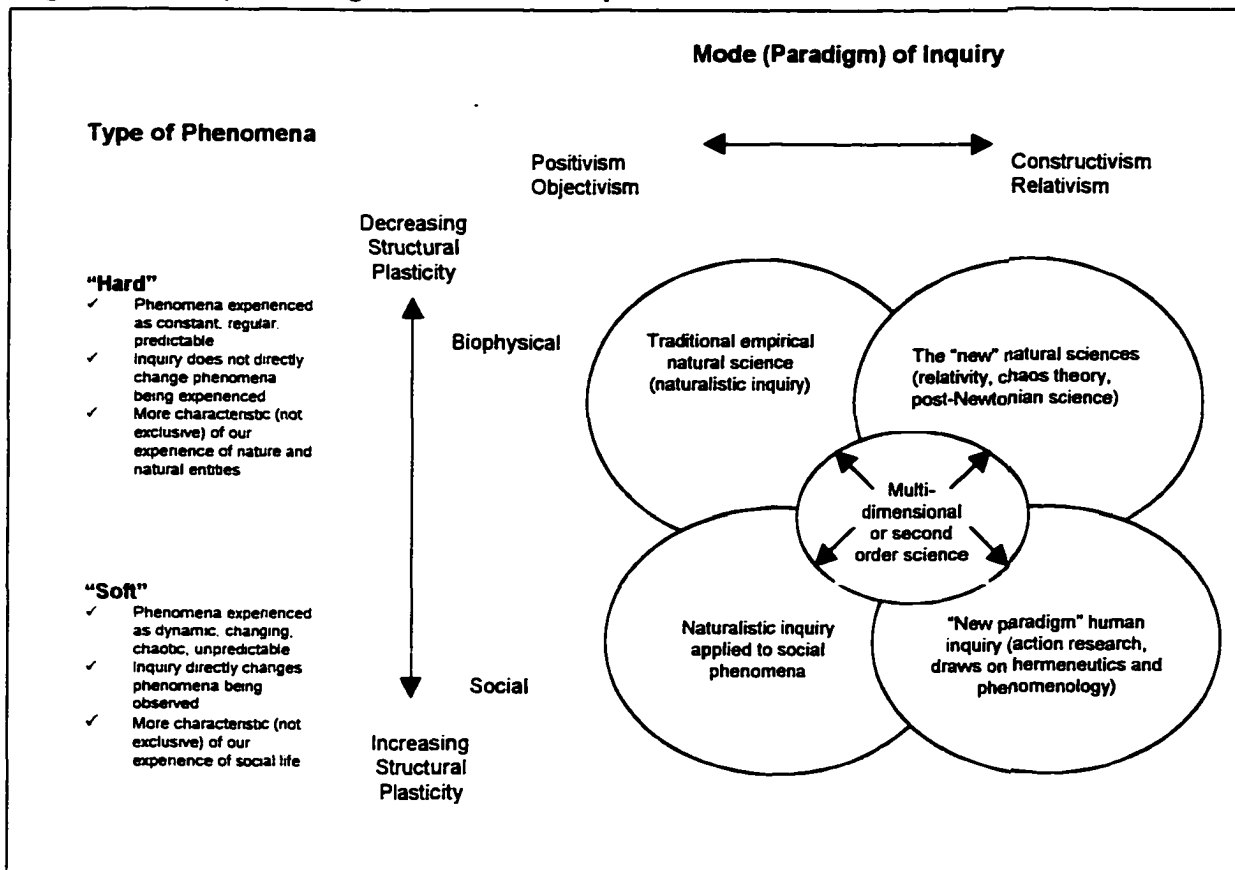 Mode (Paradigm) of Inquiry
Type of Phenomena
Positivism
Objectivism
Constructivism
Relativism
Decreasing
Structural
Plasticity
"Hard"
✓ Phenomena experienced
as constant, regular,
predictable
✓ Inquiry does not directly
change phenomena
being experienced
✓ More characteristic (not
exclusive) of our
experience of nature and
natural entities
Biophysical
Traditional empirical
natural science
(naturalistic inquiry)
The "new" natural sciences
(relativity, chaos theory,
post-Newtonian science)
Multi-
dimensional
or second
order science
"Soft"
✓ Phenomena experienced
as dynamic, changing,
chaotic, unpredictable
✓ Inquiry directly changes
phenomena being
observed
✓ More characteristic (not
exclusive) of our
experience of social life
Social
Increasing
Structural
Plasticity
Naturalistic inquiry
applied to social
phenomena
"New paradigm" human
inquiry (action research,
draws on hermeneutics and
phenomenology)